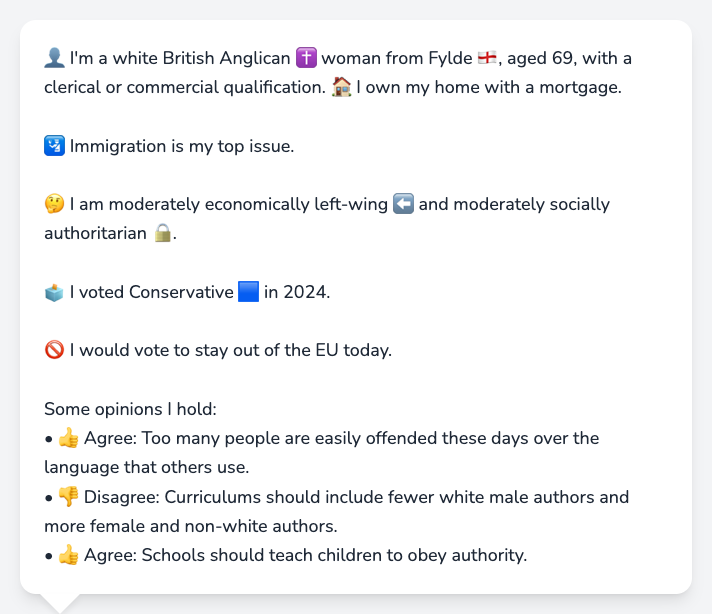 👤 I'm a white British Anglican ✝️ woman from Fylde 🏴󠁧󠁢󠁥󠁮󠁧󠁿, aged 69, with a
clerical or commercial qualification. 🏠 I own my home with a mortgage.
🛂 Immigration is my top issue.
🤔 I am moderately economically left-wing ⬅️ and moderately socially
authoritarian 🔒.
🗳️ I voted Conservative 🟦 in 2024.
🚫 I would vote to stay out of the EU today.
Some opinions I hold:
• 👍 Agree: Too many people are easily offended these days over the
language that others use.
• 👎 Disagree: Curriculums should include fewer white male authors and
more female and non-white authors.
• 👍 Agree: Schools should teach children to obey authority.